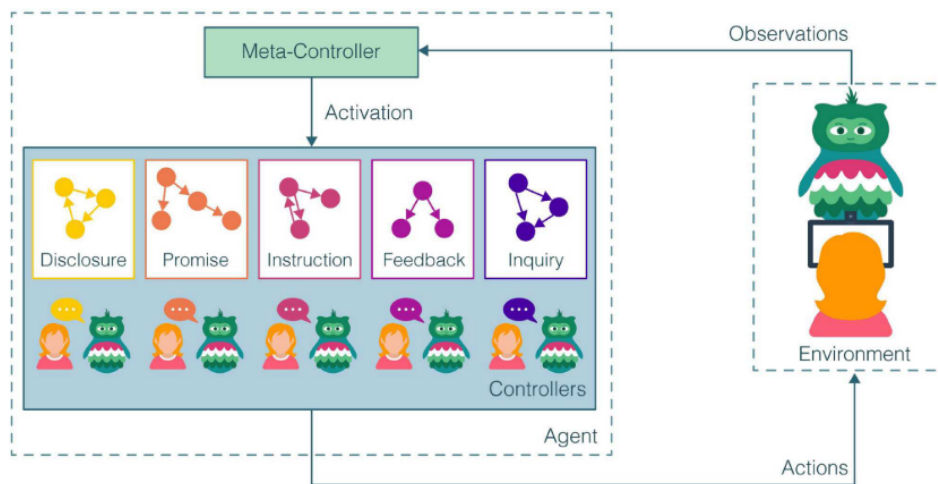 Meta-Controller
Observations
Activation
Disclosure
Promise
Instruction
Feedback
Inquiry
Controllers
Environment
Agent
Actions